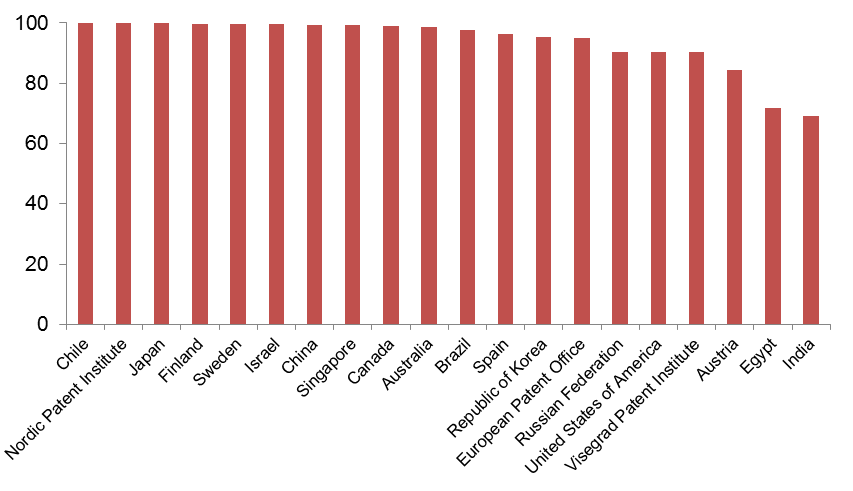 100
80
60
40
20
0
Chile
Nordic Patent Institute
Japan
Finland
Sweden
Israel
China
Singapore
Canada
Australia
Brazil
Spain
Republic of Korea
European Patent Office
Russian Federation
United States of America
Visegrad Patent Institute
Austria
Egypt
India